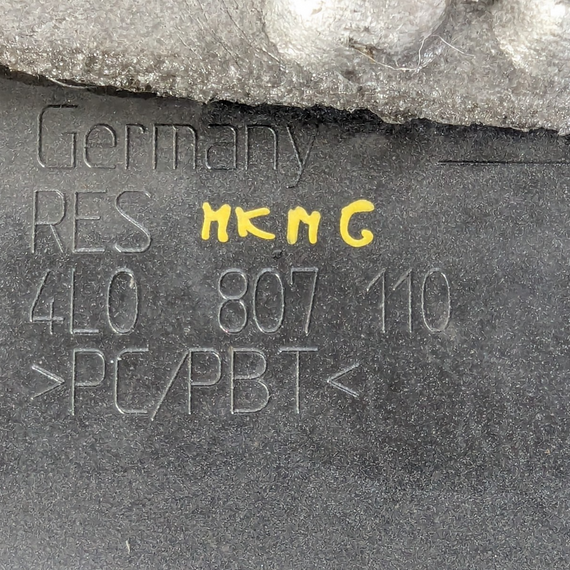 Germany
RES MKMG
4L0 807 110
>PC/PBT<